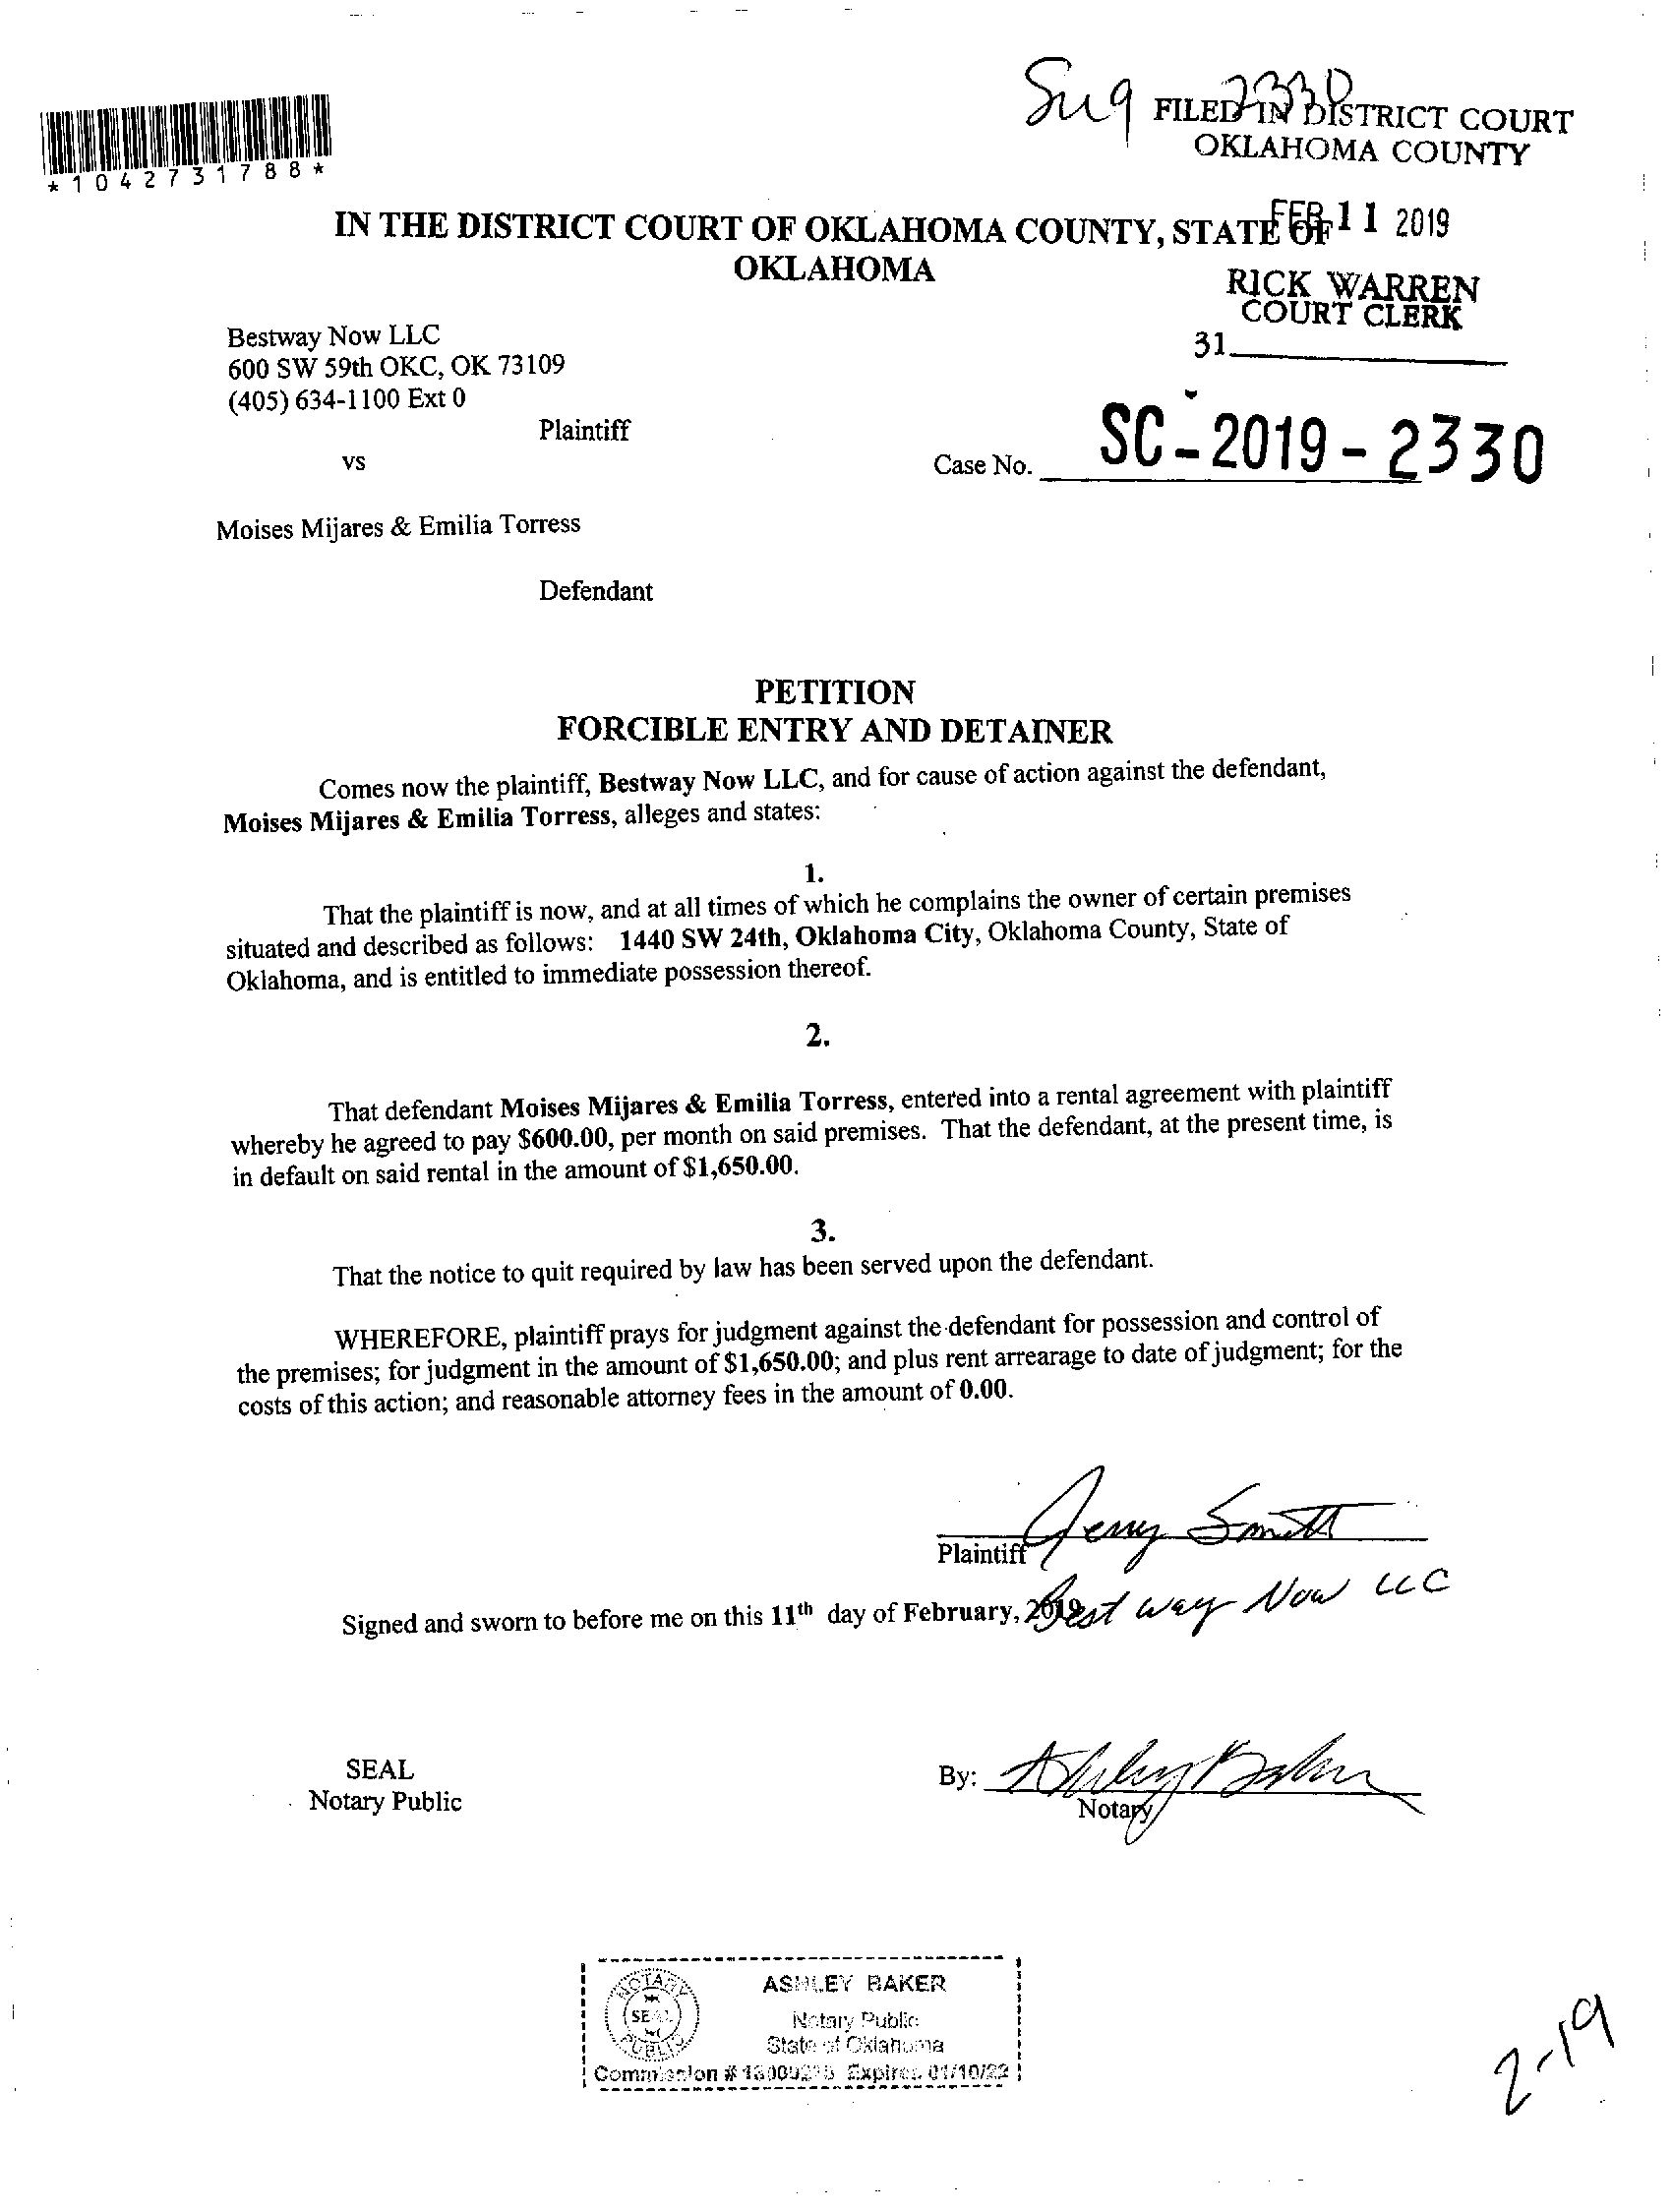 Su9 2330
FILED IN DISTRICT COURT
OKLAHOMA COUNTY
*1042731788*
FEB 11 2019
IN THE DISTRICT COURT OF OKLAHOMA COUNTY, STATE OF
OKLAHOMA
RICK WARREN
COURT CLERK
31
Bestway Now LLC
600 SW 59th OKC, OK 73109
(405) 634-1100 Ext 0
Plaintiff
vs
Case No. SC-2019-2330
Moises Mijares & Emilia Torress
Defendant
PETITION
FORCIBLE ENTRY AND DETAINER
Comes now the plaintiff, Bestway Now LLC, and for cause of action against the defendant,
Moises Mijares & Emilia Torress, alleges and states:
1.
That the plaintiff is now, and at all times of which he complains the owner of certain premises
situated and described as follows: 1440 SW 24th, Oklahoma City, Oklahoma County, State of
Oklahoma, and is entitled to immediate possession thereof.
2.
That defendant Moises Mijares & Emilia Torress, entered into a rental agreement with plaintiff
whereby he agreed to pay $600.00, per month on said premises. That the defendant, at the present time, is
in default on said rental in the amount of $1,650.00.
3.
That the notice to quit required by law has been served upon the defendant.
WHEREFORE, plaintiff prays for judgment against the defendant for possession and control of
the premises; for judgment in the amount of $1,650.00; and plus rent arrearage to date of judgment; for the
costs of this action; and reasonable attorney fees in the amount of 0.00.
Jerry Smith
Plaintiff
Best way Now LLC
Signed and sworn to before me on this 11th day of February, 2019
SEAL
Notary Public
By: Ashley Baker
Notary
NOTARY
SEAL
PUBLIC
ASHLEY BAKER
Notary Public
State of Oklahoma
Commission # Expires 01/10/22
2-19